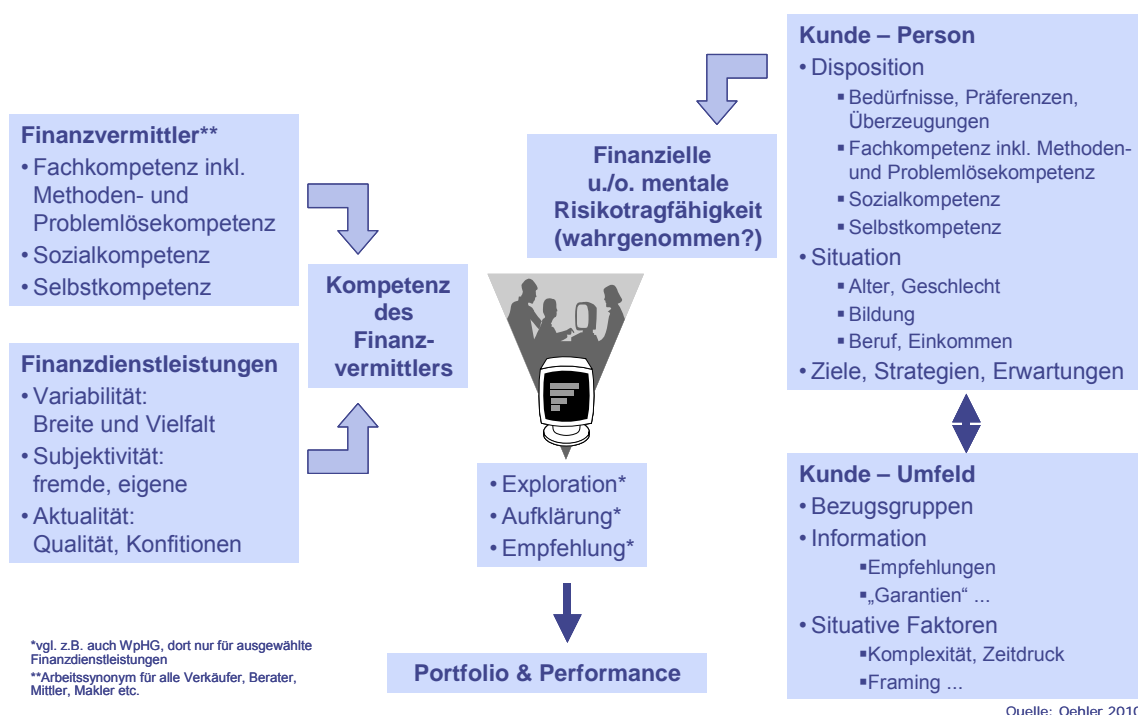 Finanzvermittler**
• Fachkompetenz inkl.
Methoden- und
Problemlösekompetenz
• Sozialkompetenz
• Selbstkompetenz
Finanzdienstleistungen
• Variabilität:
Breite und Vielfalt
• Subjektivität:
fremde, eigene
• Aktualität:
Qualität, Konfitionen
Kompetenz
des
Finanz-
vermittlers
Finanzielle
u./o. mentale
Risikotragfähigkeit
(wahrgenommen?)
• Exploration*
• Aufklärung*
• Empfehlung*
Portfolio & Performance
Kunde – Person
• Disposition
▪ Bedürfnisse, Präferenzen,
Überzeugungen
▪ Fachkompetenz inkl. Methoden-
und Problemlösekompetenz
▪ Sozialkompetenz
▪ Selbstkompetenz
• Situation
▪ Alter, Geschlecht
▪ Bildung
▪ Beruf, Einkommen
• Ziele, Strategien, Erwartungen
Kunde – Umfeld
• Bezugsgruppen
• Information
▪Empfehlungen
▪„Garantien“ ...
• Situative Faktoren
▪Komplexität, Zeitdruck
▪Framing ...
*vgl. z.B. auch WpHG, dort nur für ausgewählte
Finanzdienstleistungen
**Arbeitssynonym für alle Verkäufer, Berater,
Mittler, Makler etc.
Quelle: Oehler 2010